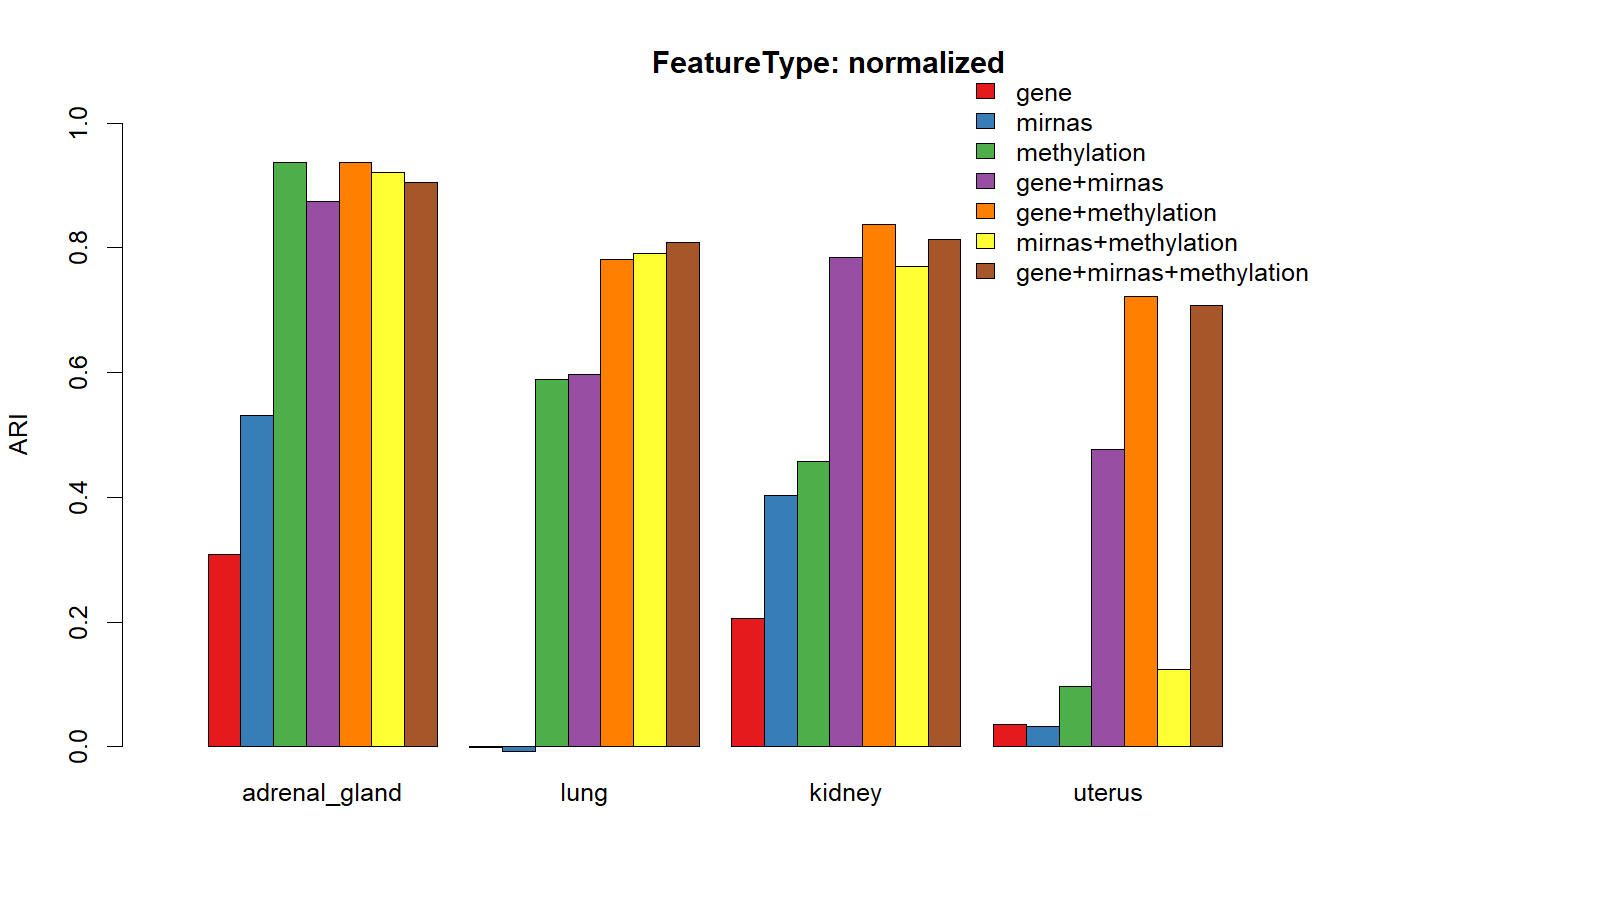 FeatureType: normalized
gene
mirnas
methylation
gene+mirnas
gene+methylation
mirnas+methylation
gene+mirnas+methylation
ARI
1.0
0.8
0.6
0.4
0.2
0.0
adrenal_gland lung kidney uterus